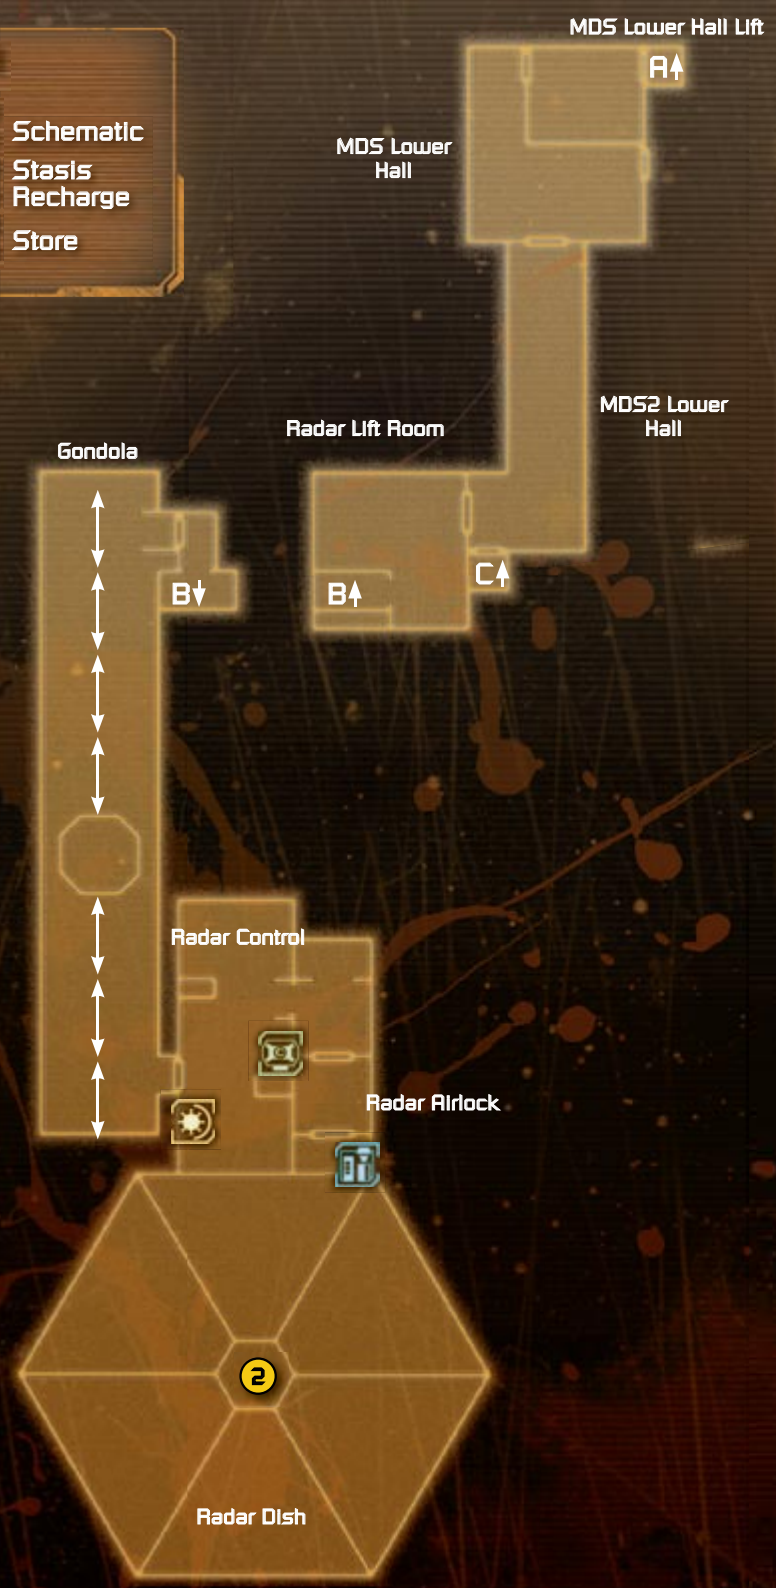 MDS Lower Hall Lift
A
Schematic
Stasis
Recharge
Store
MDS Lower
Hall
MDS2 Lower
Hall
Radar Lift Room
Gondola
B
B
C
Radar Control
Radar Airlock
2
Radar Dish